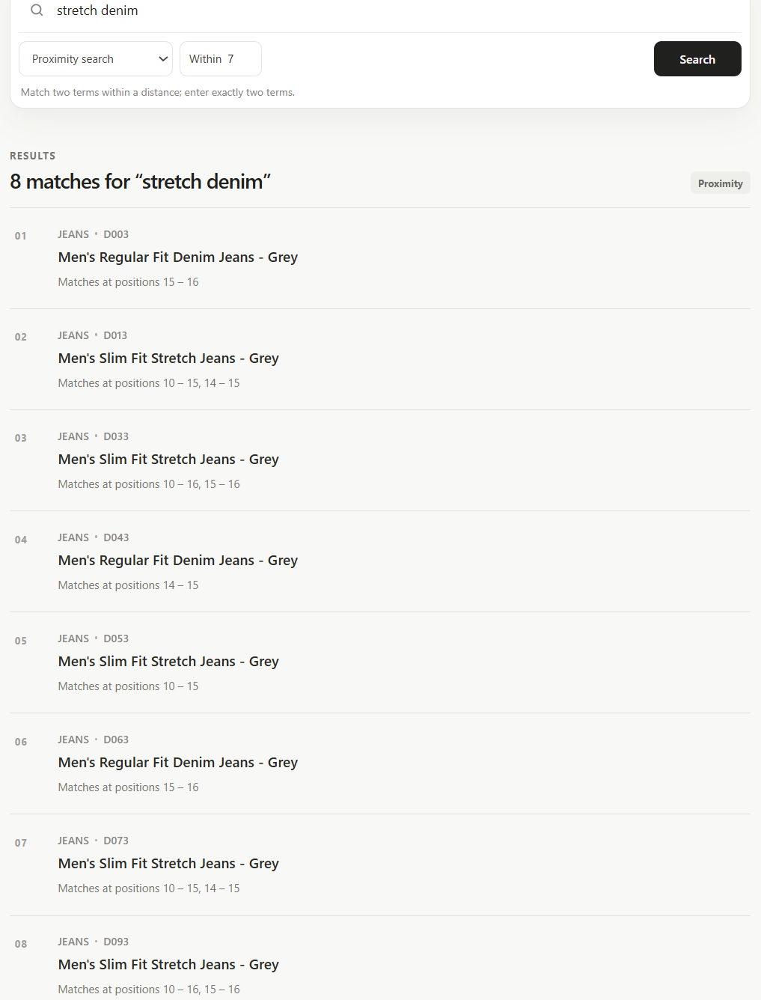 stretch denim
Proximity search
Within 7
Search
Match two terms within a distance; enter exactly two terms.
RESULTS
8 matches for “stretch denim”
Proximity
01
JEANS • D003
Men's Regular Fit Denim Jeans - Grey
Matches at positions 15 – 16
02
JEANS • D013
Men's Slim Fit Stretch Jeans - Grey
Matches at positions 10 – 15, 14 – 15
03
JEANS • D033
Men's Slim Fit Stretch Jeans - Grey
Matches at positions 10 – 16, 15 – 16
04
JEANS • D043
Men's Regular Fit Denim Jeans - Grey
Matches at positions 14 – 15
05
JEANS • D053
Men's Slim Fit Stretch Jeans - Grey
Matches at positions 10 – 15
06
JEANS • D063
Men's Regular Fit Denim Jeans - Grey
Matches at positions 15 – 16
07
JEANS • D073
Men's Slim Fit Stretch Jeans - Grey
Matches at positions 10 – 15, 14 – 15
08
JEANS • D093
Men's Slim Fit Stretch Jeans - Grey
Matches at positions 10 – 16, 15 – 16